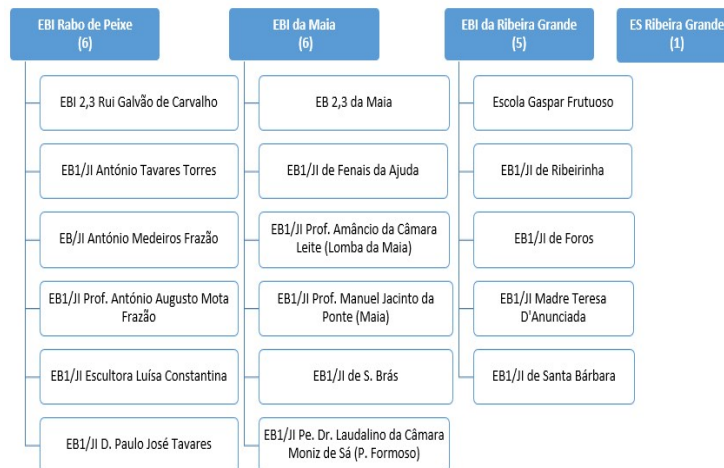 EBI Rabo de Peixe
(6)
EBI 2,3 Rui Galvão de Carvalho
EB1/JI António Tavares Torres
EB/JI António Medeiros Frazão
EB1/JI Prof. António Augusto Mota
Frazão
EB1/JI Escultora Luísa Constantina
EB1/JI D. Paulo José Tavares
EBI da Maia
(6)
EB 2,3 da Maia
EB1/JI de Fenais da Ajuda
EB1/JI Prof. Amâncio da Câmara
Leite (Lomba da Maia)
EB1/JI Prof. Manuel Jacinto da
Ponte (Maia)
EB1/JI de S. Brás
EB1/JI Pe. Dr. Laudalino da Câmara
Moniz de Sá (P. Formoso)
EBI da Ribeira Grande
(5)
Escola Gaspar Frutuoso
EB1/JI de Ribeirinha
EB1/JI de Foros
EB1/JI Madre Teresa
D'Anunciada
EB1/JI de Santa Bárbara
ES Ribeira Grande
(1)